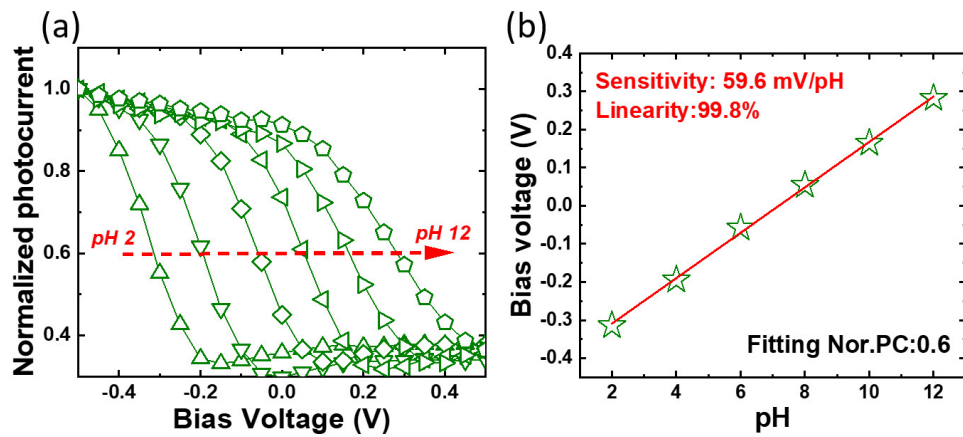 (a)
Normalized photocurrent
1.0
0.8
0.6
0.4
pH 2
pH 12
-0.4
-0.2
0.0
0.2
0.4
Bias Voltage (V)
(b)
Bias voltage (V)
0.4
0.3
0.2
0.1
0.0
-0.1
-0.2
-0.3
-0.4
Sensitivity: 59.6 mV/pH
Linearity:99.8%
Fitting Nor.PC:0.6
2
4
6
8
10
12
pH